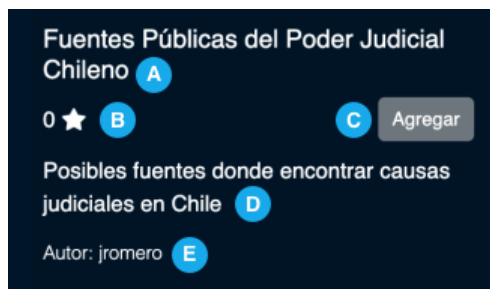 Fuentes Públicas del Poder Judicial
Chileno A
0 B C Agregar
Posibles fuentes donde encontrar causas
judiciales en Chile D
Autor: jromero E